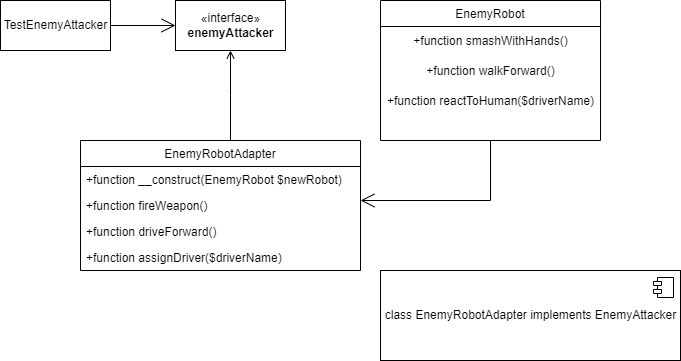 TestEnemyAttacker
«interface»
enemyAttacker
EnemyRobot
+function smashWithHands()
+function walkForward()
+function reactToHuman($driverName)
EnemyRobotAdapter
+function __construct(EnemyRobot $newRobot)
+function fireWeapon()
+function driveForward()
+function assignDriver($driverName)
class EnemyRobotAdapter implements EnemyAttacker